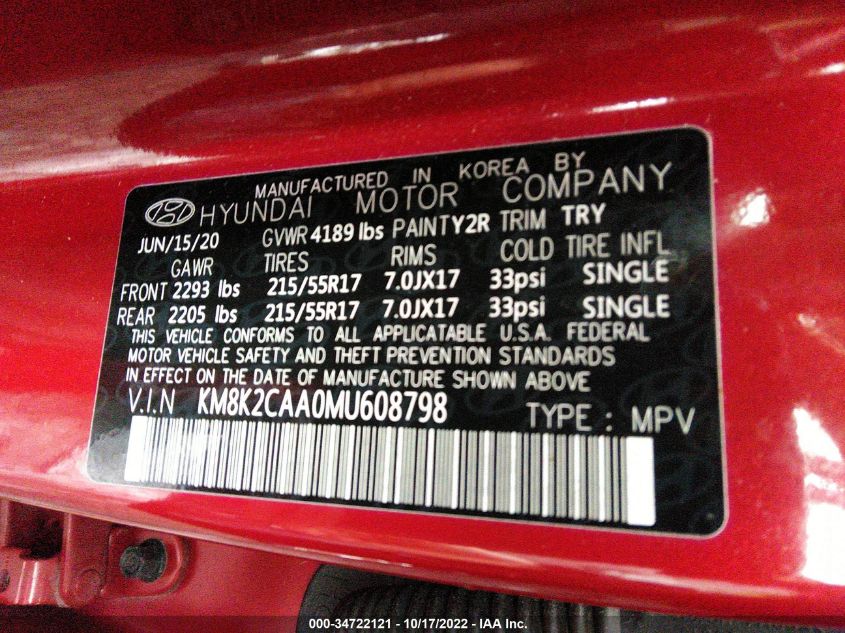 MANUFACTURED IN KOREA BY
HYUNDAI MOTOR COMPANY
JUN/15/20 GVWR 4189 lbs PAINT Y2R TRIM TRY
GAWR TIRES RIMS COLD TIRE INFL
FRONT 2293 lbs 215/55R17 7.0JX17 33psi SINGLE
REAR 2205 lbs 215/55R17 7.0JX17 33psi SINGLE
THIS VEHICLE CONFORMS TO ALL APPLICATABLE U.S.A. FEDERAL
MOTOR VEHICLE SAFETY AND THEFT PREVENTION STANDARDS
IN EFFECT ON THE DATE OF MANUFACTURE SHOWN ABOVE
V.I.N KM8K2CAA0MU608798 TYPE : MPV
000-34722121 - 10/17/2022 - IAA Inc.